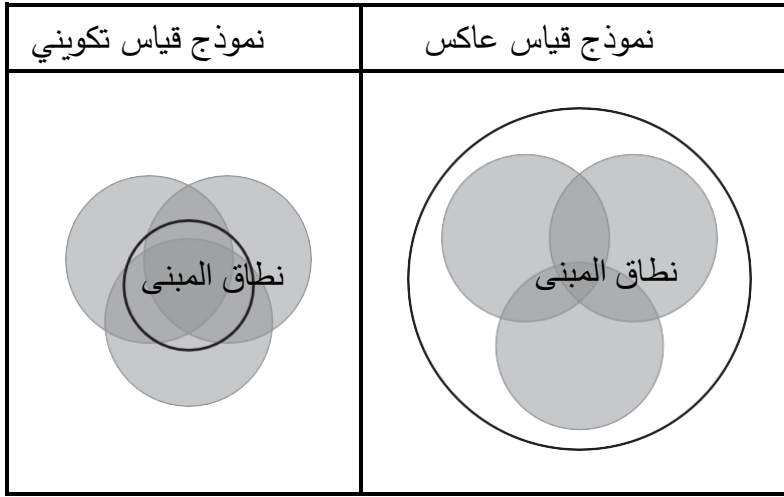 نموذج قياس عاكس
نموذج قياس تكويني
نطاق المبنى
نطاق المبنى